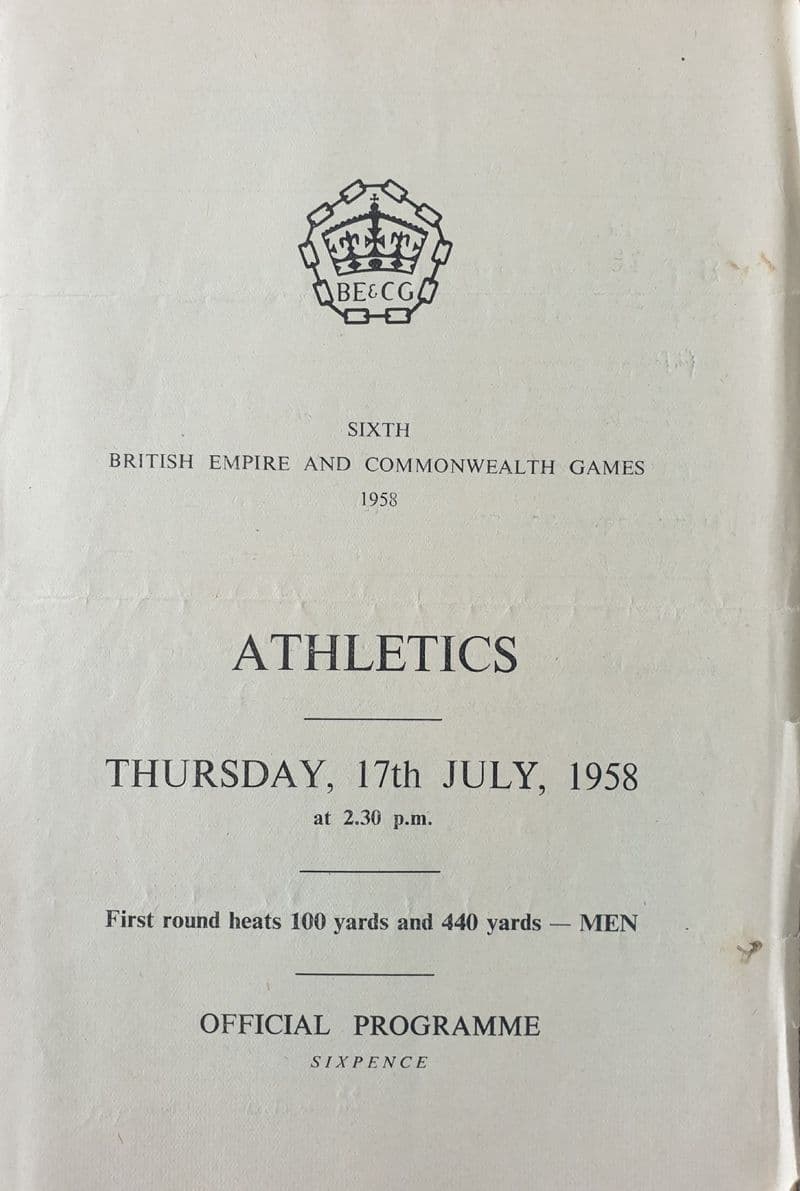 BE&CG
SIXTH
BRITISH EMPIRE AND COMMONWEALTH GAMES
1958
ATHLETICS
THURSDAY, 17th JULY, 1958
at 2.30 p.m.
First round heats 100 yards and 440 yards — MEN
OFFICIAL PROGRAMME
SIXPENCE